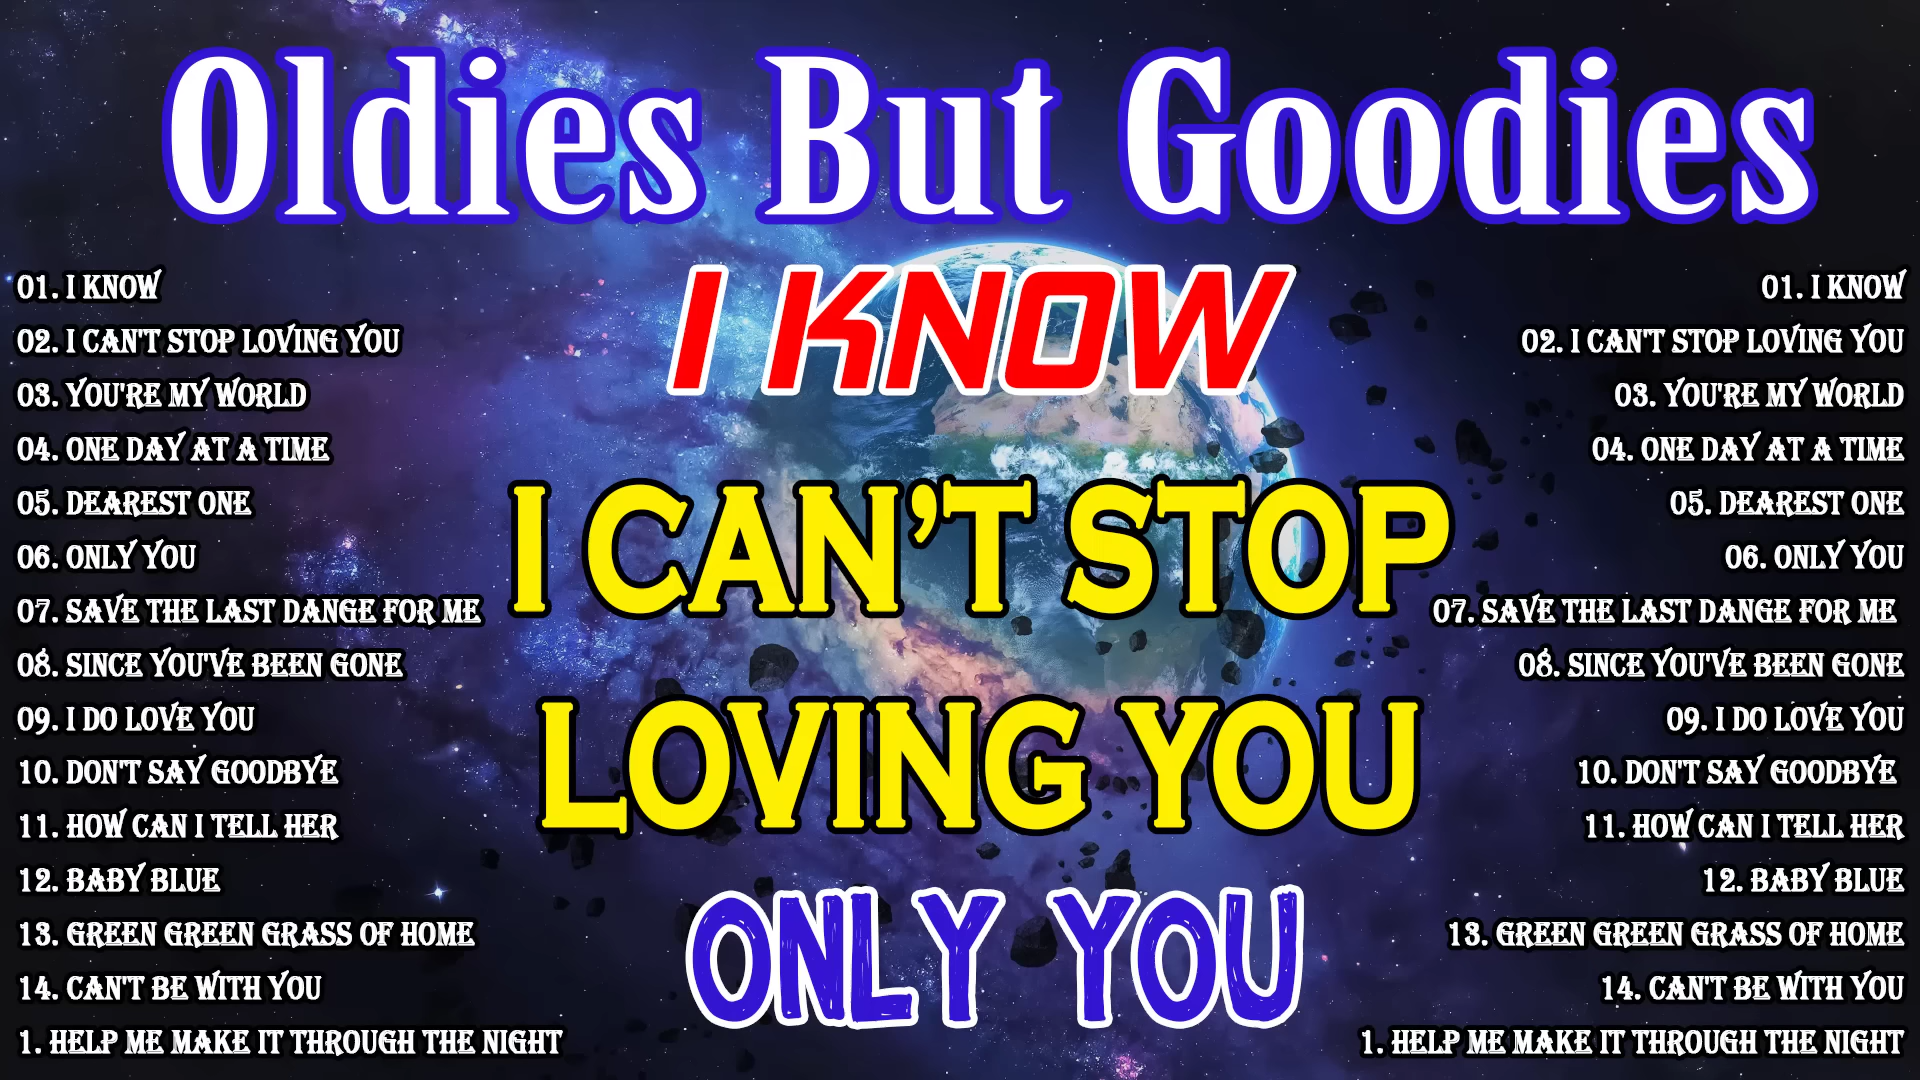 Oldies But Goodies
I KNOW
I CAN'T STOP
LOVING YOU
ONLY YOU
01. I KNOW
02. I CAN'T STOP LOVING YOU
03. YOU'RE MY WORLD
04. ONE DAY AT A TIME
05. DEAREST ONE
06. ONLY YOU
07. SAVE THE LAST DANGE FOR ME
08. SINCE YOU'VE BEEN GONE
09. I DO LOVE YOU
10. DON'T SAY GOODBYE
11. HOW CAN I TELL HER
12. BABY BLUE
13. GREEN GREEN GRASS OF HOME
14. CAN'T BE WITH YOU
1. HELP ME MAKE IT THROUGH THE NIGHT
01. I KNOW
02. I CAN'T STOP LOVING YOU
03. YOU'RE MY WORLD
04. ONE DAY AT A TIME
05. DEAREST ONE
06. ONLY YOU
07. SAVE THE LAST DANGE FOR ME
08. SINCE YOU'VE BEEN GONE
09. I DO LOVE YOU
10. DON'T SAY GOODBYE
11. HOW CAN I TELL HER
12. BABY BLUE
13. GREEN GREEN GRASS OF HOME
14. CAN'T BE WITH YOU
1. HELP ME MAKE IT THROUGH THE NIGHT